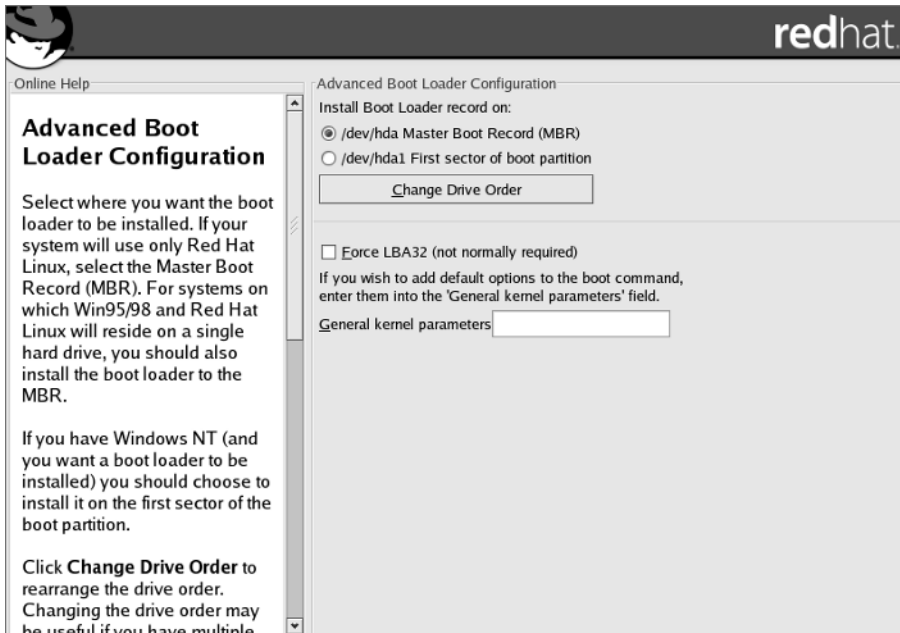 redhat.
Online Help
Advanced Boot
Loader Configuration
Select where you want the boot
loader to be installed. If your
system will use only Red Hat
Linux, select the Master Boot
Record (MBR). For systems on
which Win95/98 and Red Hat
Linux will reside on a single
hard drive, you should also
install the boot loader to the
MBR.
If you have Windows NT (and
you want a boot loader to be
installed) you should choose to
install it on the first sector of the
boot partition.
Click Change Drive Order to
rearrange the drive order.
Changing the drive order may
be useful if you have multiple
Advanced Boot Loader Configuration
Install Boot Loader record on:
/dev/hda Master Boot Record (MBR)
/dev/hda1 First sector of boot partition
Change Drive Order
Force LBA32 (not normally required)
If you wish to add default options to the boot command,
enter them into the 'General kernel parameters' field.
General kernel parameters